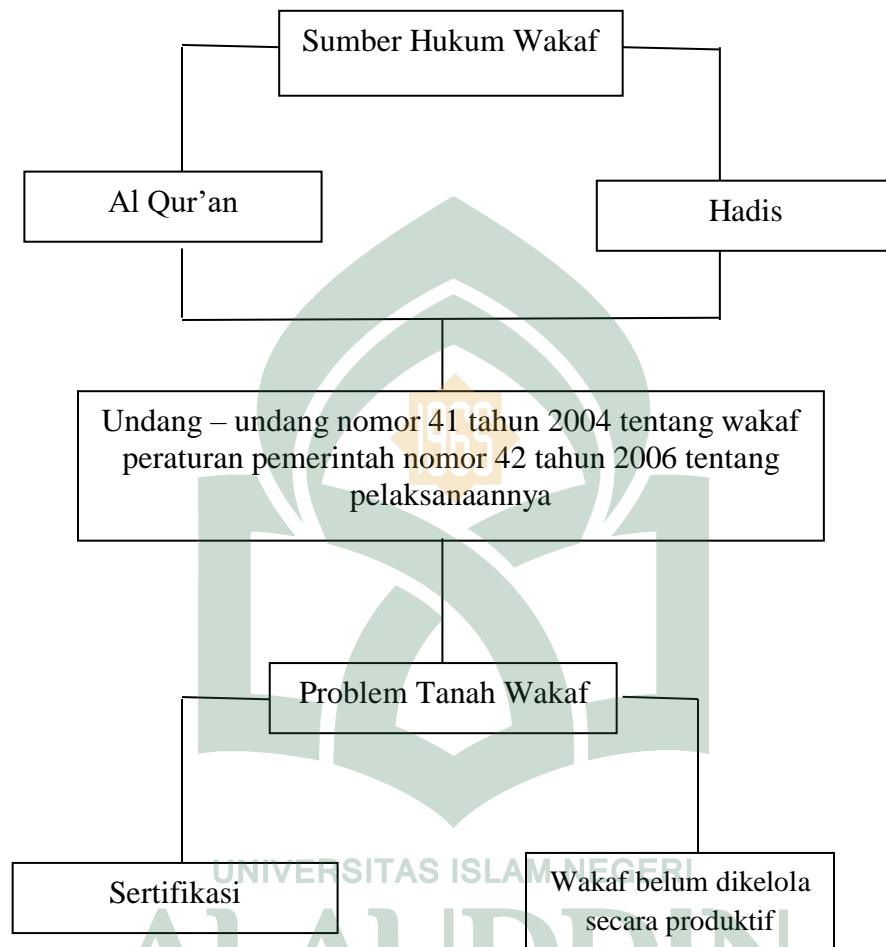 Sumber Hukum Wakaf
Al Qur’an
Hadis
1965
Undang – undang nomor 41 tahun 2004 tentang wakaf
peraturan pemerintah nomor 42 tahun 2006 tentang
pelaksanaannya
Problem Tanah Wakaf
UNIVERSITAS ISLAM NEGERI
Sertifikasi
Wakaf belum dikelola
secara produktif
ALAUDDIN